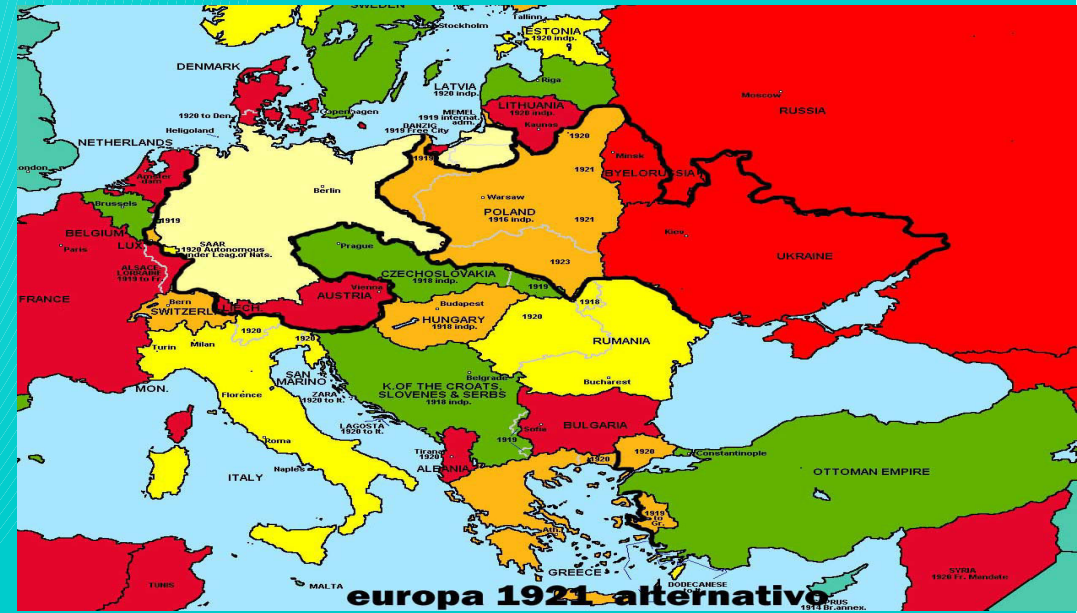 SWEDEN
Stockholm
Tallinn
ESTONIA
1920 indp.
DENMARK
LATVIA
1920 indp.
Riga
Moscow
RUSSIA
1920 to Den.
Copenhagen
MEMEL
1919 internat.
adm.
LITHUANIA
1920 indp.
Kaunas
Heligoland
DANZIG
1919 Free City
1920
NETHERLANDS
1919
Minsk
BYELORUSSIA
1921
London
Amster
dam
Berlin
Warsaw
POLAND
1916 indp.
1921
Brussels
1919
BELGIUM
LUX
Kiev
UKRAINE
Paris
SAAR
1920 Autonomous
under Leag.of Nats.
Prague
1923
ALSACE
LORRAINE
1919 to Fr.
CZECHOSLOVAKIA
1918 indp.
1919
Vienna
AUSTRIA
FRANCE
Bern
SWITZERL.
LIECH.
Budapest
HUNGARY
1918 indp.
1918
1920
RUMANIA
1920
1920
Turin
Milan
SAN
MARINO
Belgrade
Bucharest
MON.
Florence
ZARA
1920 to It.
K.OF THE CROATS,
SLOVENES & SERBS
1918 indp.
LAGOSTA
1920 to It.
Sofia
BULGARIA
1919
Roma
Tirana
1920
ALBANIA
1920
1920
Constantinople
ITALY
Naples
OTTOMAN EMPIRE
1919
to
Gr.
Ath.
GREECE
TUNIS
MALTA
DODECANESE
SYRIA
1920 Fr. Mandate
europa 1921 alternativo
CYPRUS
1914 Br.annex.